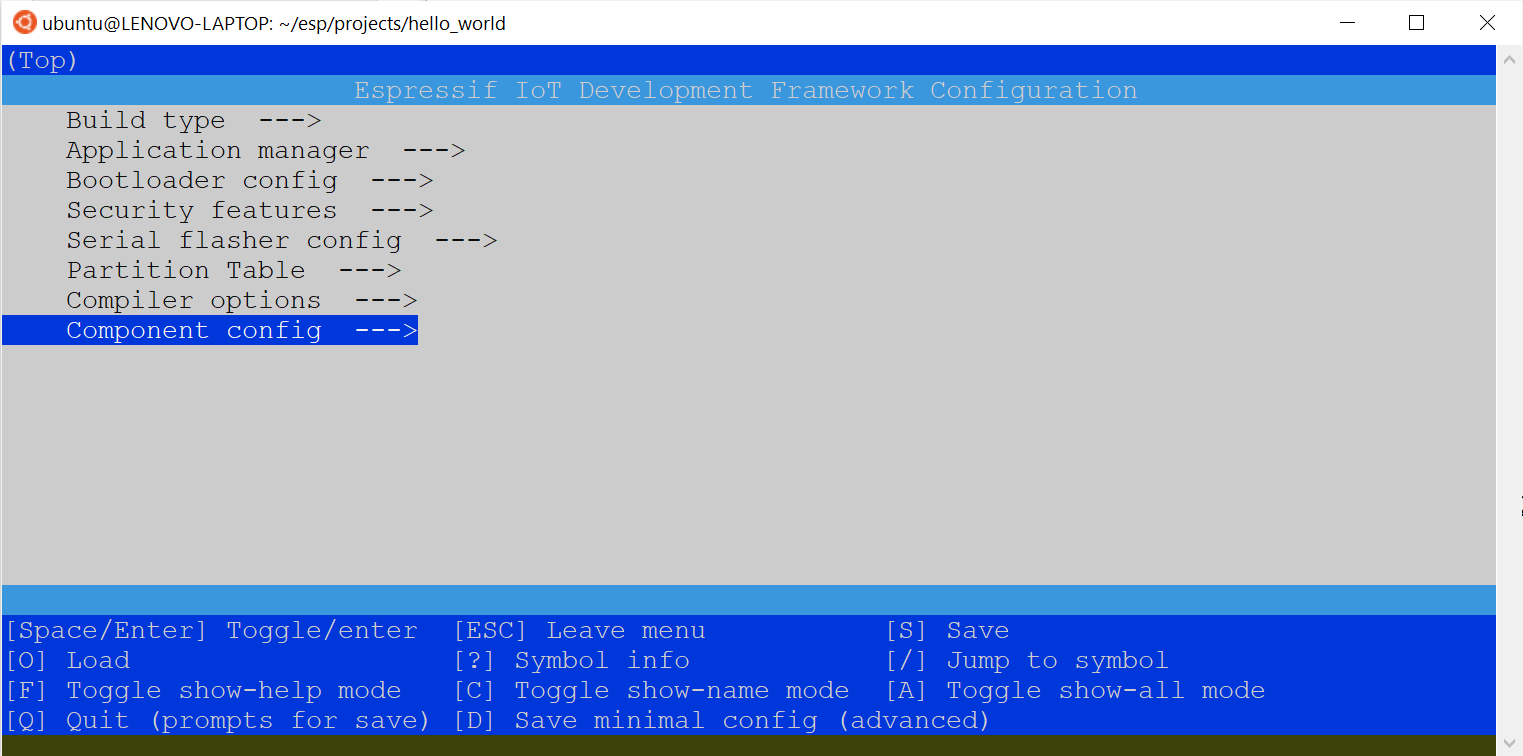 ubuntu@LENOVO-LAPTOP: ~/esp/projects/hello_world
(Top)
Espressif IoT Development Framework Configuration
Build type  --->
Application manager  --->
Bootloader config  --->
Security features  --->
Serial flasher config  --->
Partition Table  --->
Compiler options  --->
Component config  --->
[Space/Enter] Toggle/enter  [ESC] Leave menu  [S] Save
[O] Load  [?] Symbol info  [/] Jump to symbol
[F] Toggle show-help mode  [C] Toggle show-name mode  [A] Toggle show-all mode
[Q] Quit (prompts for save)  [D] Save minimal config (advanced)